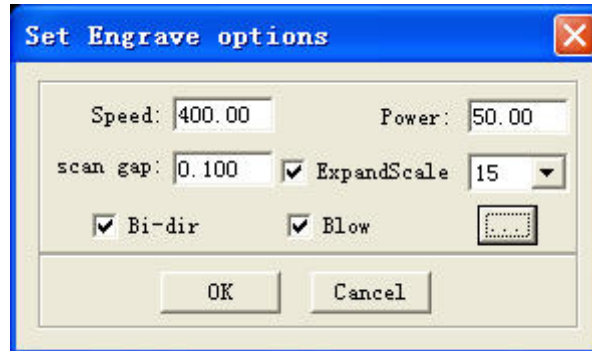 Set Engrave options
Speed: 400.00 Power: 50.00
scan gap: 0.100 ExpandScale 15
Bi-dir Blow ...
OK Cancel